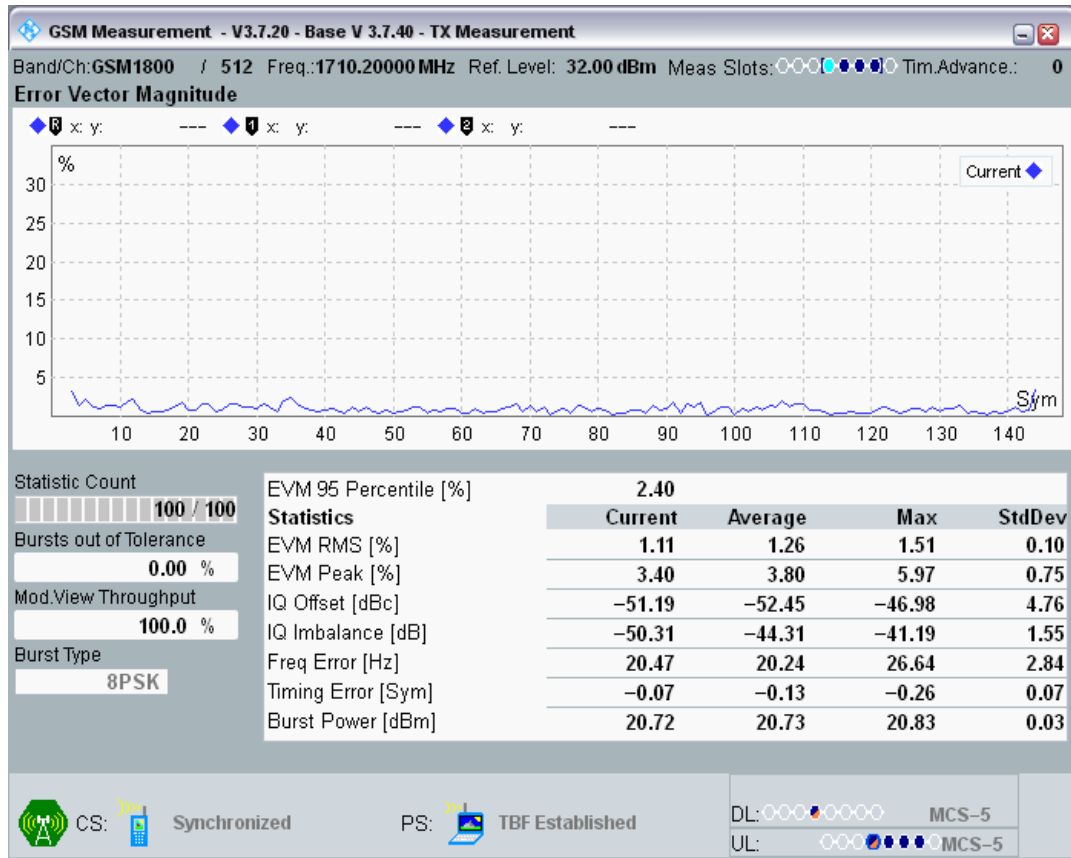 GSM Measurement - V3.7.20 - Base V 3.7.40 - TX Measurement
Band/Ch:GSM1800 / 512 Freq.:1710.20000 MHz Ref. Level: 32.00 dBm Meas Slots: Tim.Advance.: 0
Error Vector Magnitude
R x: y: --- 1 x: y: --- 2 x: y: ---
%
Current
30
25
20
15
10
5
Sym
10 20 30 40 50 60 70 80 90 100 110 120 130 140
Statistic Count
100 / 100
Bursts out of Tolerance
0.00 %
Mod.View Throughput
100.0 %
Burst Type
8PSK
EVM 95 Percentile [%] 2.40
Statistics Current Average Max StdDev
EVM RMS [%] 1.11 1.26 1.51 0.10
EVM Peak [%] 3.40 3.80 5.97 0.75
IQ Offset [dBc] −51.19 −52.45 −46.98 4.76
IQ Imbalance [dB] −50.31 −44.31 −41.19 1.55
Freq Error [Hz] 20.47 20.24 26.64 2.84
Timing Error [Sym] −0.07 −0.13 −0.26 0.07
Burst Power [dBm] 20.72 20.73 20.83 0.03
CS: Synchronized PS: TBF Established
DL: MCS−5
UL: MCS−5